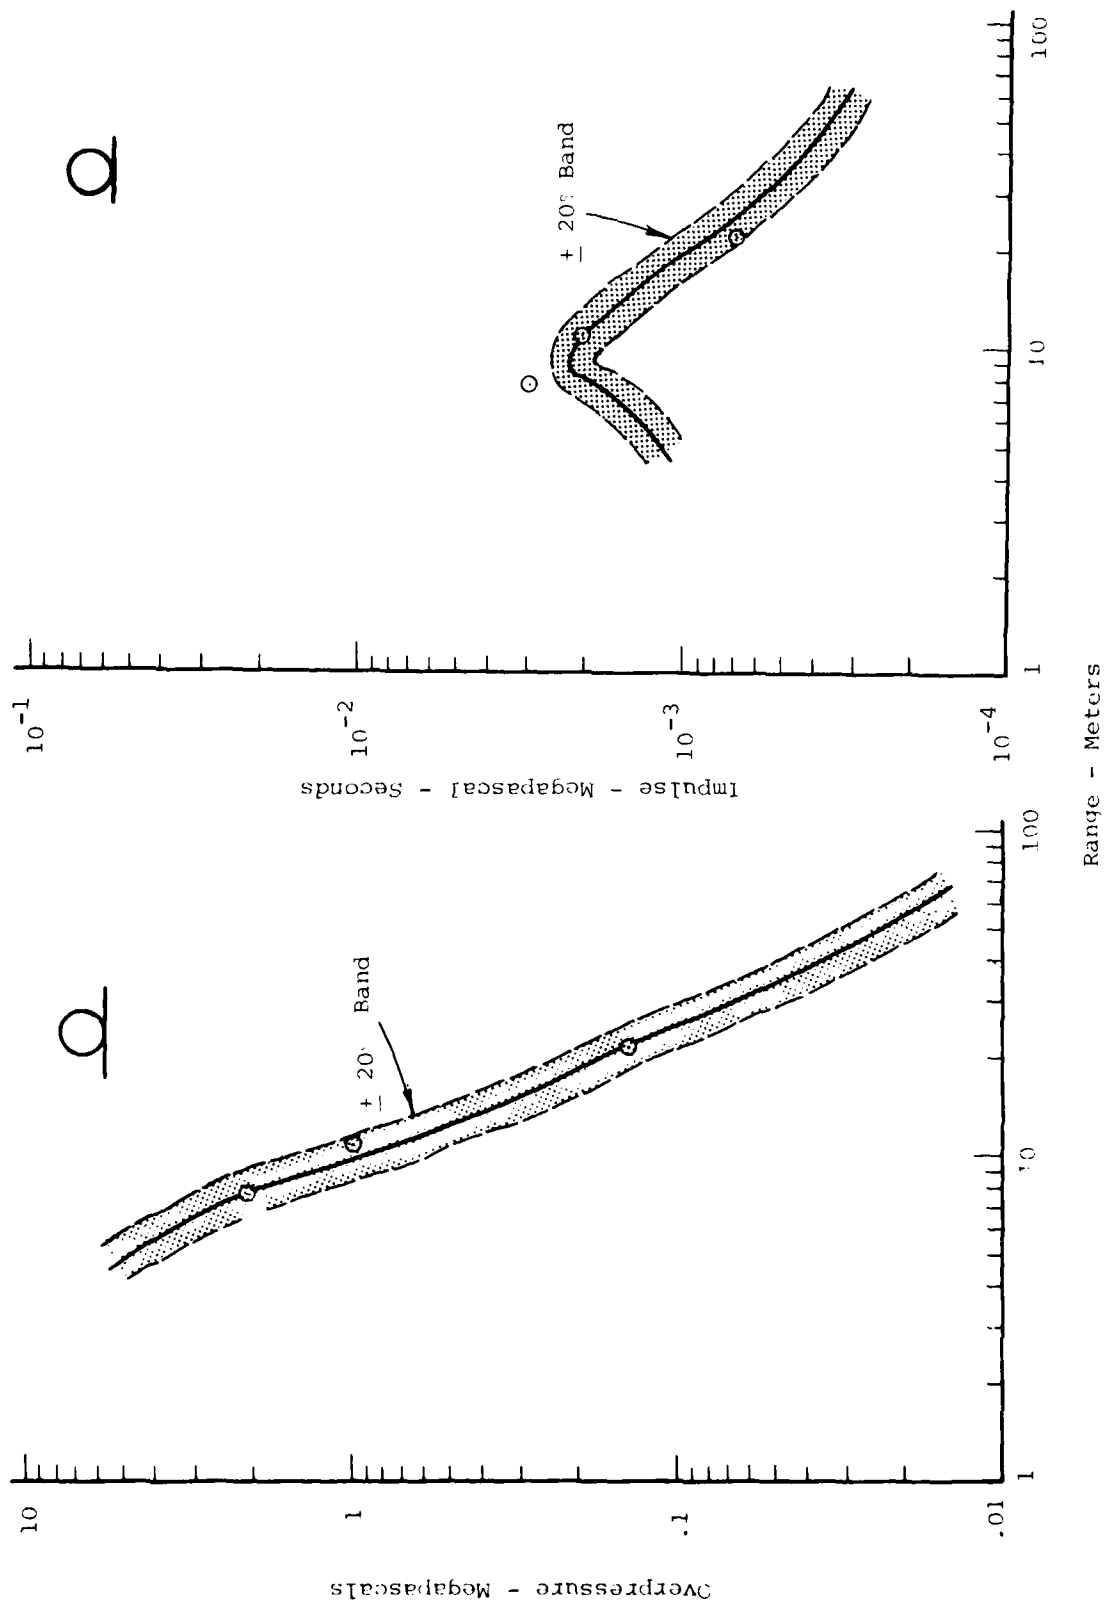 Overpressure - Megapascals
10
1
.1
.01
± 20 Band
1
10
100
Impulse - Megapascal - Seconds
10-1
10-2
10-3
10-4
± 20% Band
1
10
100
Range - Meters